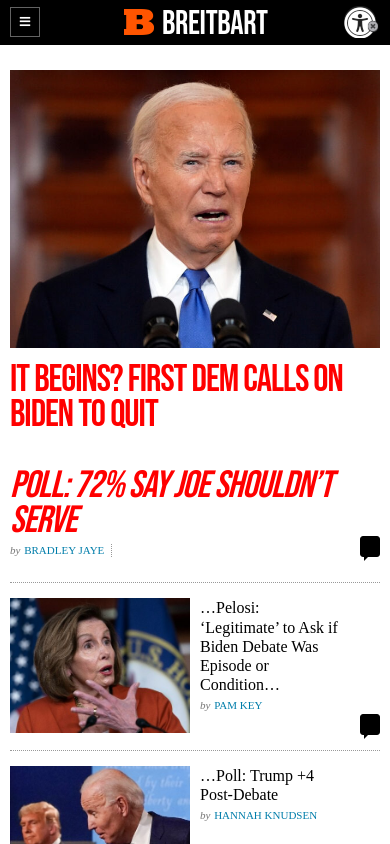 BREITBART
IT BEGINS? FIRST DEM CALLS ON
BIDEN TO QUIT
POLL: 72% SAY JOE SHOULDN’T
SERVE
by BRADLEY JAYE
…Pelosi:
‘Legitimate’ to Ask if
Biden Debate Was
Episode or
Condition…
by PAM KEY
…Poll: Trump +4
Post-Debate
by HANNAH KNUDSEN